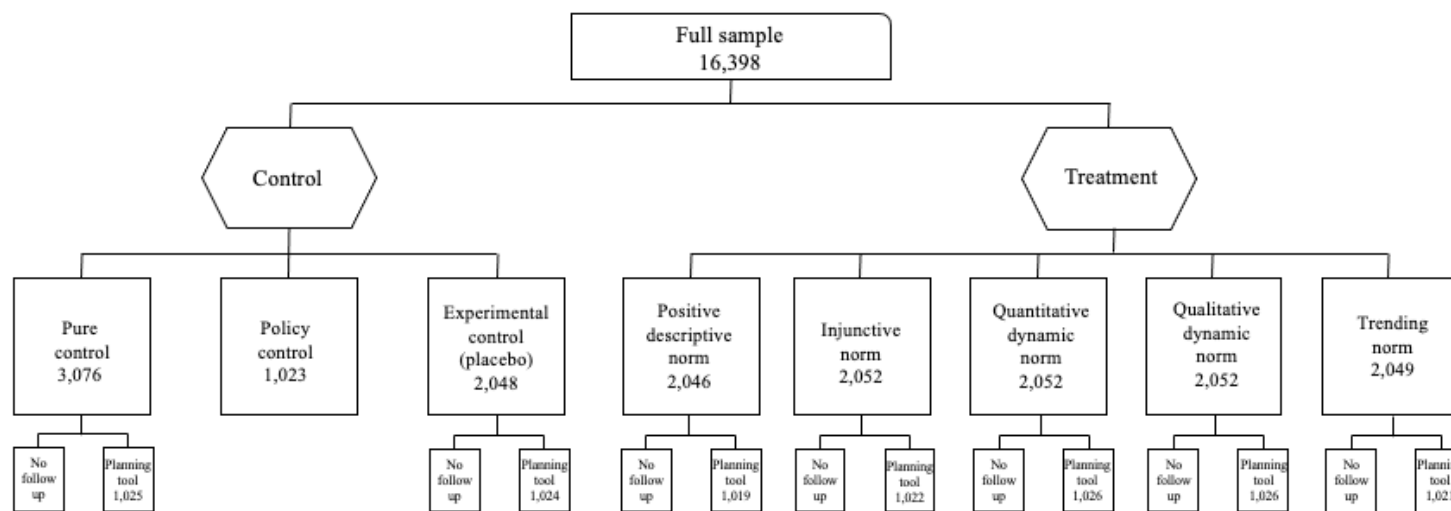 Full sample
16,398
Control
Treatment
Pure
control
3,076
Policy
control
1,023
Experimental
control
(placebo)
2,048
Positive
descriptive
norm
2,046
Injunctive
norm
2,052
Quantitative
dynamic
norm
2,052
Qualitative
dynamic
norm
2,052
Trending
norm
2,049
No
follow
up
Planning
tool
1,025
No
follow
up
Planning
tool
1,024
No
follow
up
Planning
tool
1,019
No
follow
up
Planning
tool
1,022
No
follow
up
Planning
tool
1,026
No
follow
up
Planning
tool
1,026
No
follow
up
Planning
tool
1,021